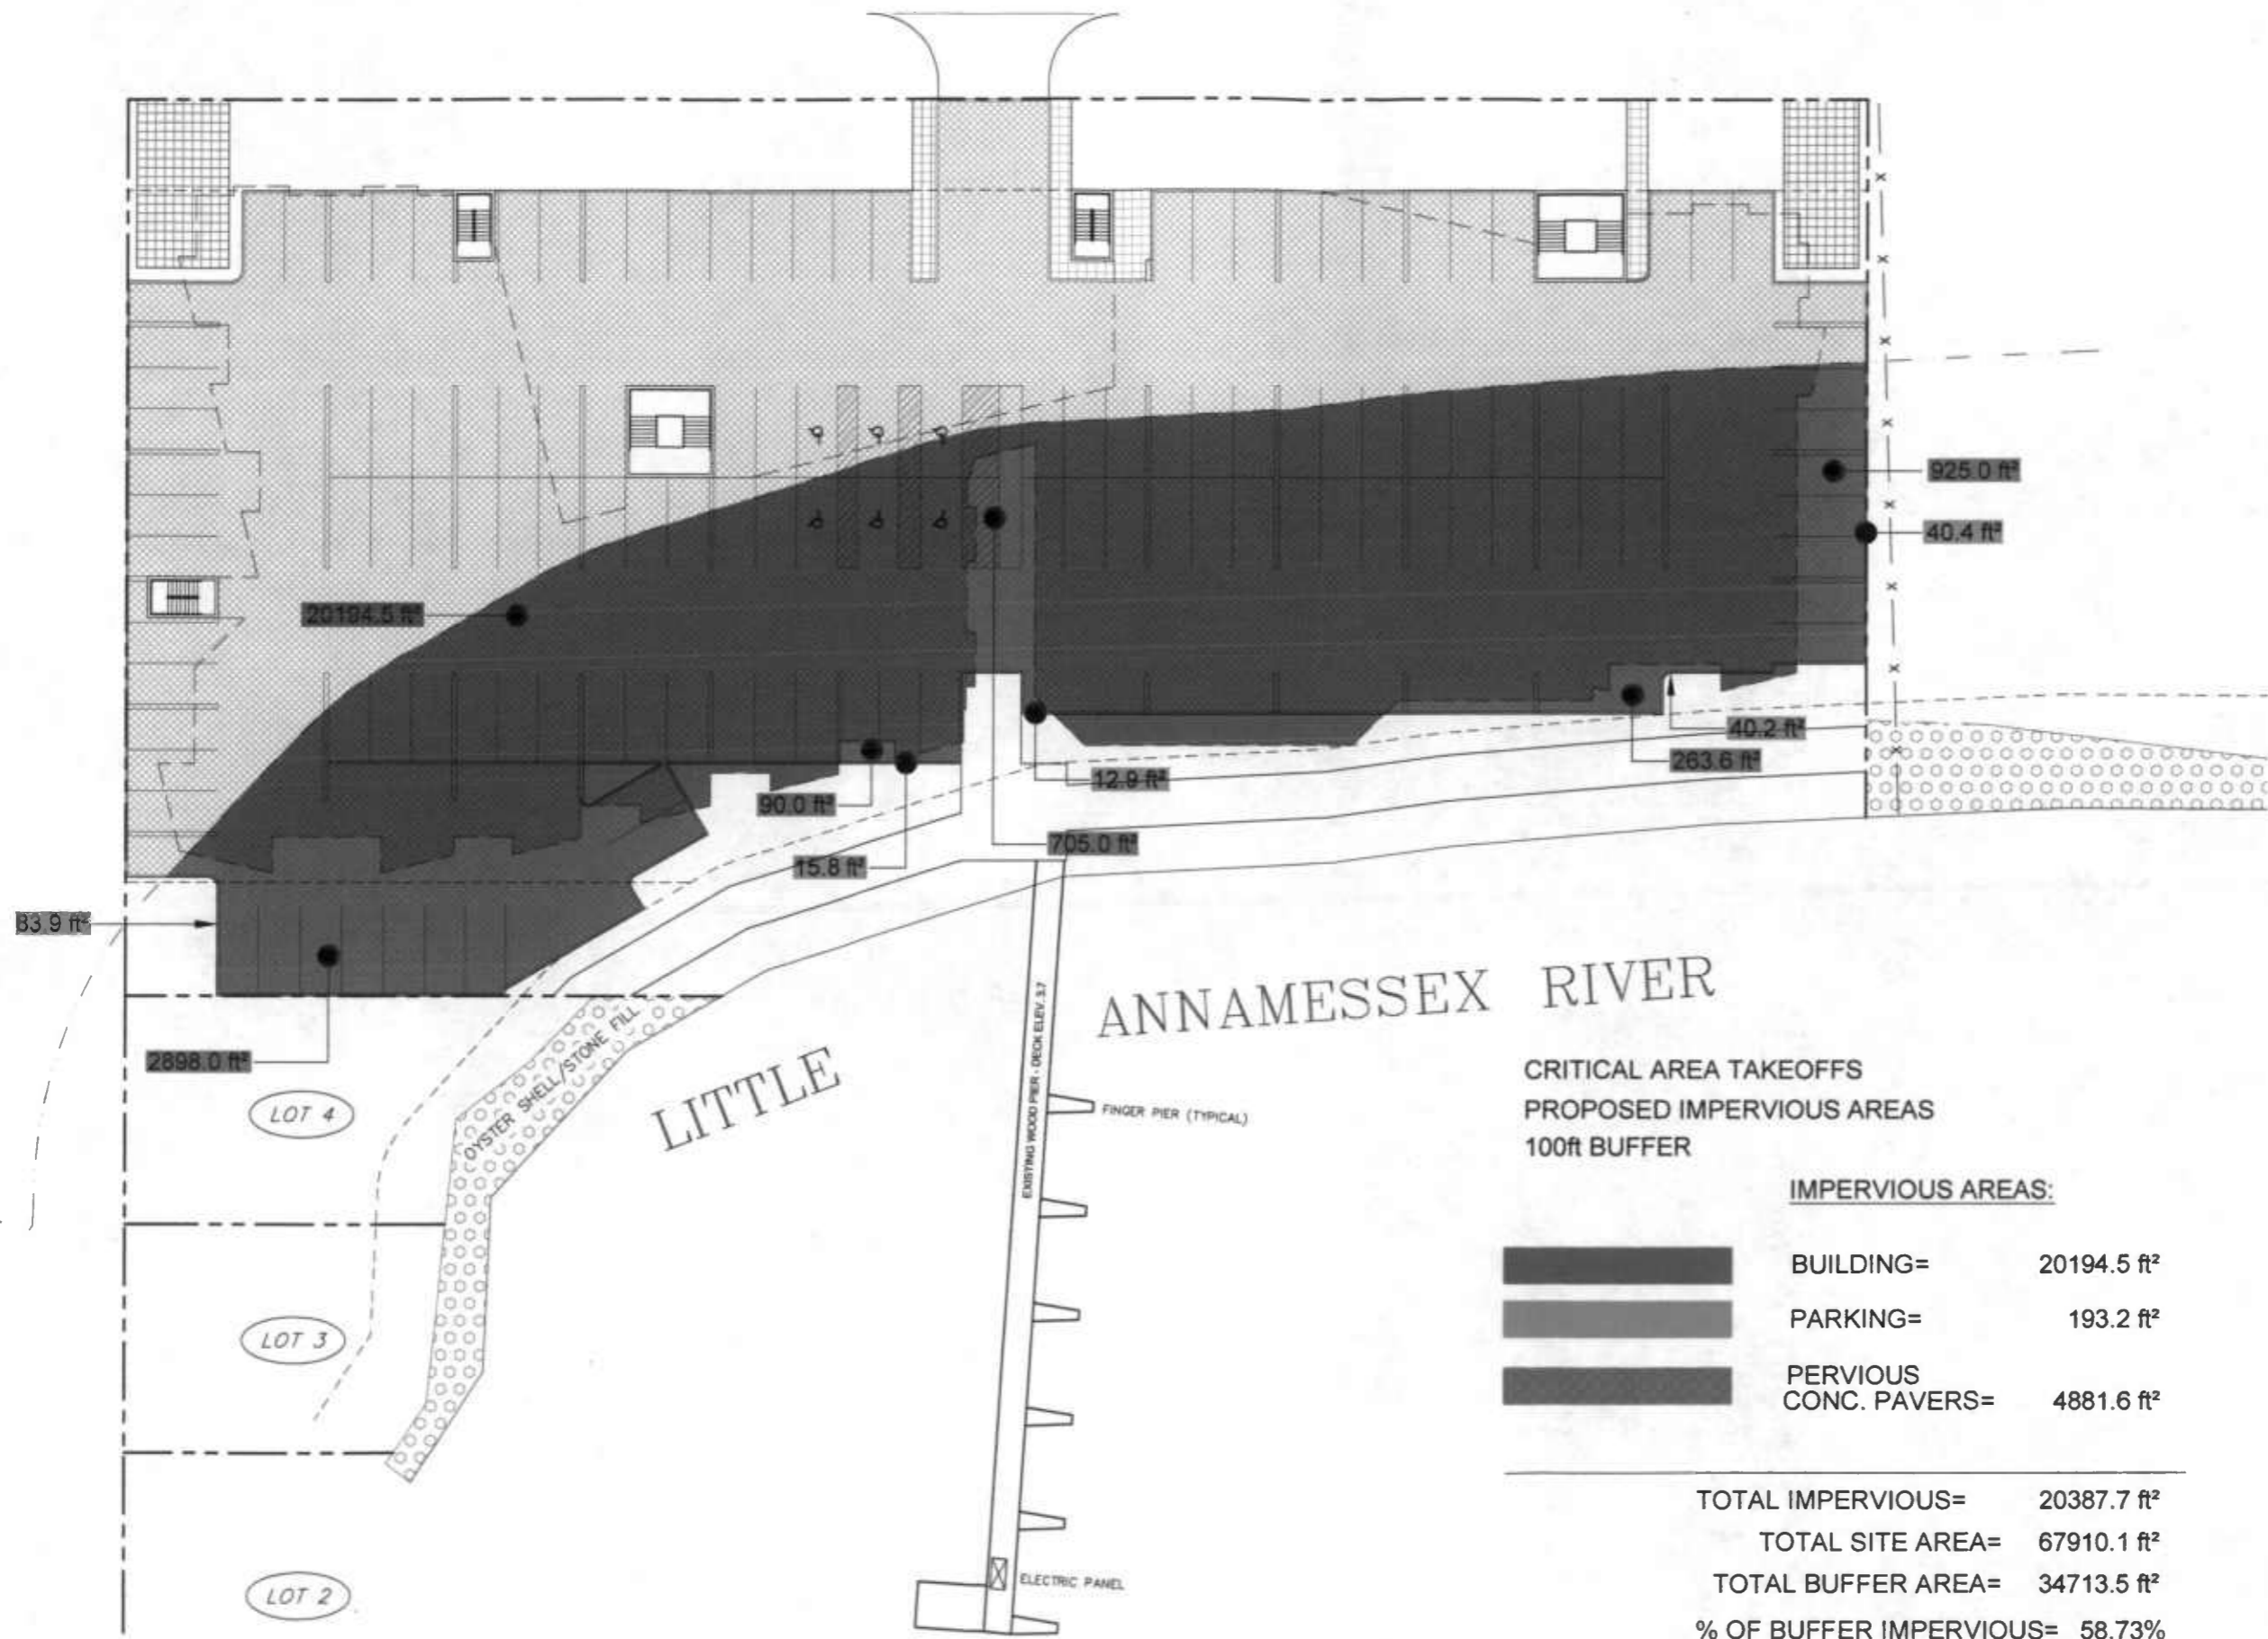 925.0 ft²
40.4 ft²
20194.5 ft²
40.2 ft²
263.6 ft²
12.9 ft²
90.0 ft²
705.0 ft²
15.8 ft²
83.9 ft²
2898.0 ft²
LITTLE ANNAMESSEX RIVER
OYSTER SHELL/STONE FILL
EXISTING WOOD PIER - DECK ELEV. 3.7
FINGER PIER (TYPICAL)
ELECTRIC PANEL
LOT 4
LOT 3
LOT 2
CRITICAL AREA TAKEOFFS
PROPOSED IMPERVIOUS AREAS
100ft BUFFER
IMPERVIOUS AREAS:
BUILDING= 20194.5 ft²
PARKING= 193.2 ft²
PERVIOUS
CONC. PAVERS= 4881.6 ft²
TOTAL IMPERVIOUS= 20387.7 ft²
TOTAL SITE AREA= 67910.1 ft²
TOTAL BUFFER AREA= 34713.5 ft²
% OF BUFFER IMPERVIOUS= 58.73%